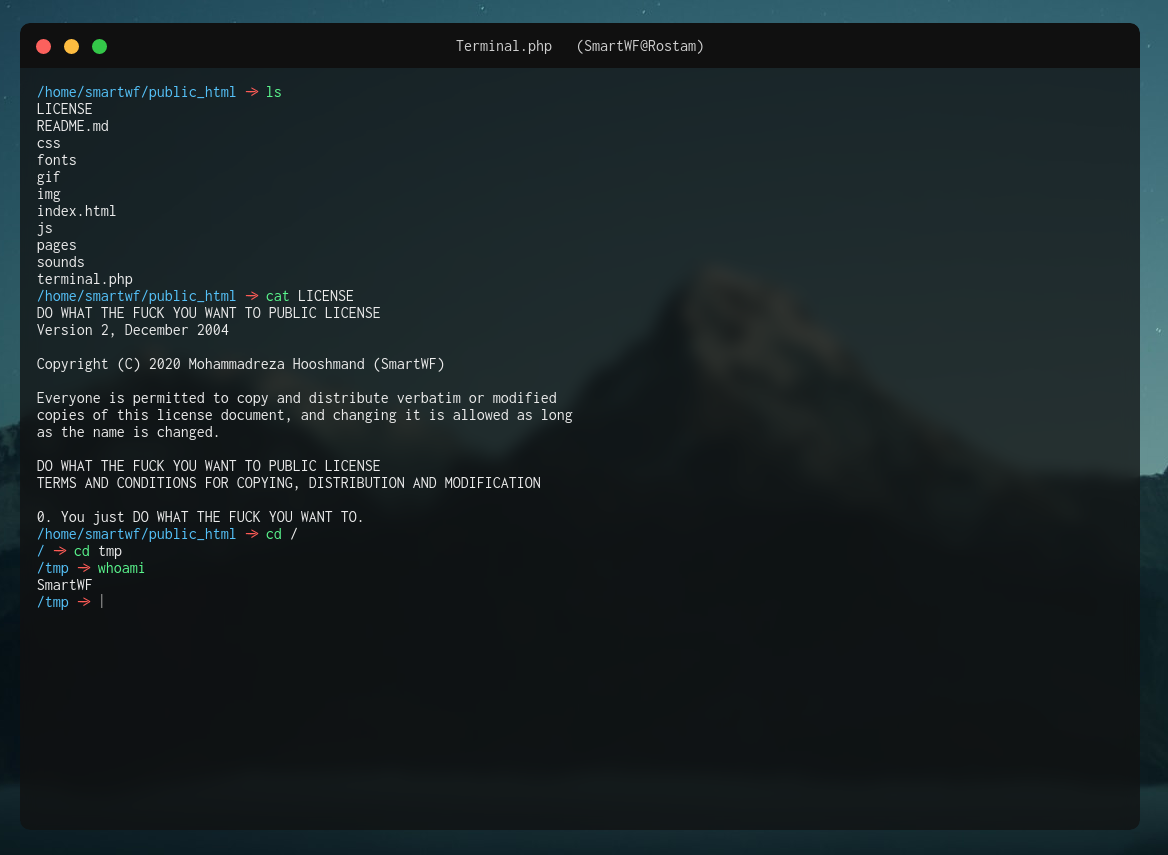 Terminal.php (SmartWF@Rostam)
/home/smartwf/public_html → ls
LICENSE
README.md
css
fonts
gif
img
index.html
js
pages
sounds
terminal.php
/home/smartwf/public_html → cat LICENSE
DO WHAT THE FUCK YOU WANT TO PUBLIC LICENSE
Version 2, December 2004
Copyright (C) 2020 Mohammadreza Hooshmand (SmartWF)
Everyone is permitted to copy and distribute verbatim or modified
copies of this license document, and changing it is allowed as long
as the name is changed.
DO WHAT THE FUCK YOU WANT TO PUBLIC LICENSE
TERMS AND CONDITIONS FOR COPYING, DISTRIBUTION AND MODIFICATION
0. You just DO WHAT THE FUCK YOU WANT TO.
/home/smartwf/public_html → cd /
/ → cd tmp
/tmp → whoami
SmartWF
/tmp →